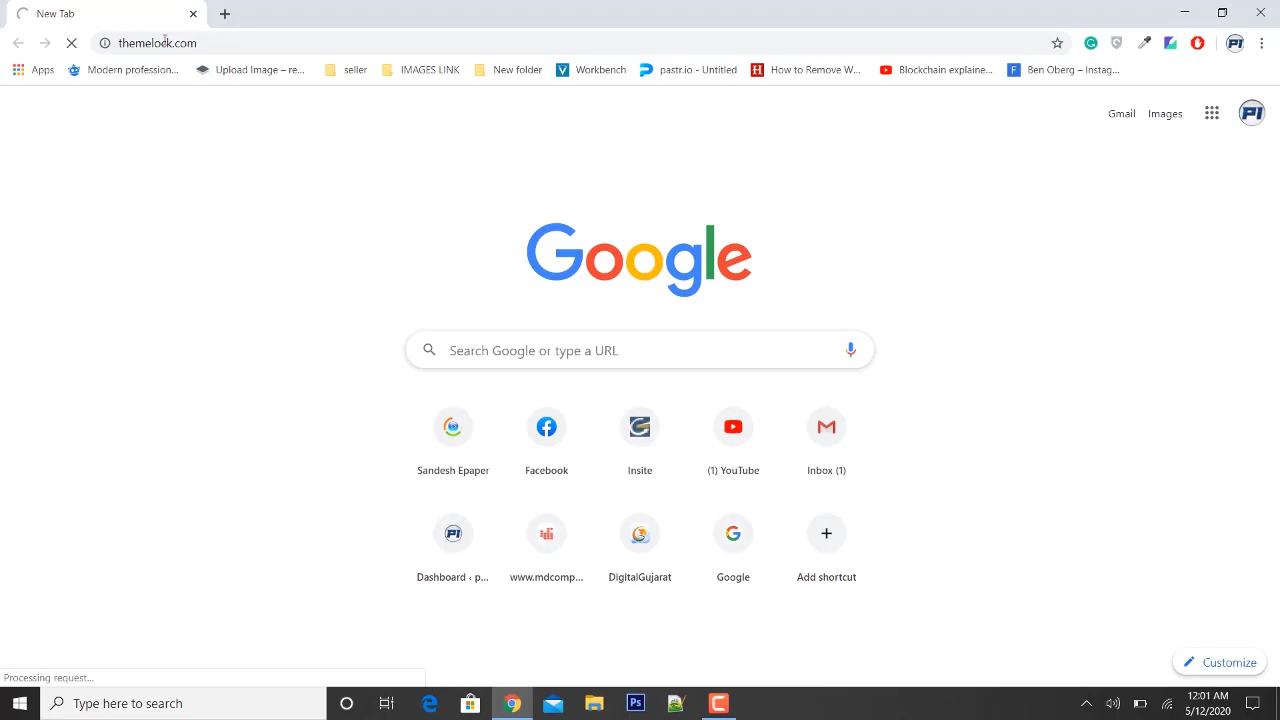 New Tab
themelock.com
Apps
Modern profession...
Upload Image – re...
seller
IMAGES LINK
New folder
Workbench
pastr.io - Untitled
How to Remove W...
Blockchain explaine...
Ben Oberg – Instag...
Gmail
Images
PI
Google
Search Google or type a URL
Sandesh Epaper
Facebook
Insite
(1) YouTube
Inbox (1)
Dashboard ‹ p...
www.mdcomp...
DigitalGujarat
Google
Add shortcut
Customize
Processing request...
Type here to search
Ps
12:01 AM
5/12/2020